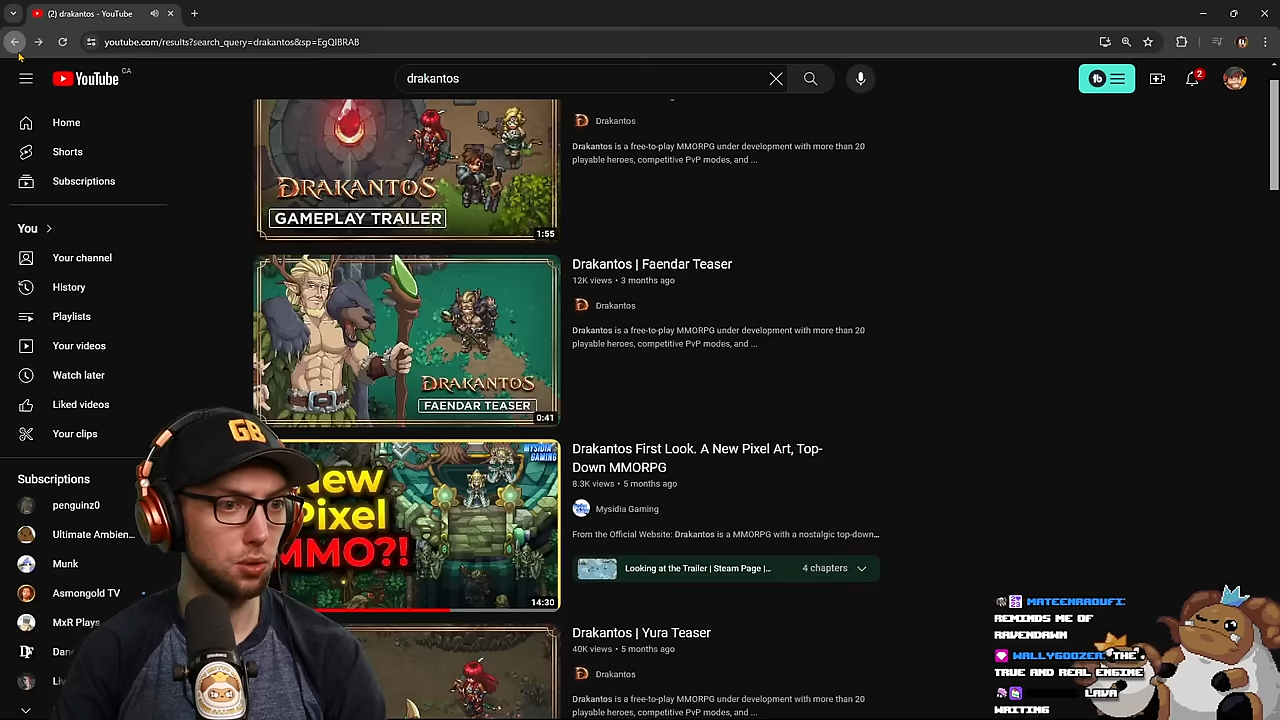 (2) drakantos - YouTube
youtube.com/results?search_query=drakantos&sp=EgQIBRAB
YouTube CA
drakantos
2
Home
Shorts
Subscriptions
You
Your channel
History
Playlists
Your videos
Watch later
Liked videos
Your clips
Subscriptions
penguinz0
Ultimate Ambien...
Munk
Asmongold TV
MxR Plays
DRAKANTOS
GAMEPLAY TRAILER
1:55
Drakantos
Drakantos is a free-to-play MMORPG under development with more than 20
playable heroes, competitive PvP modes, and ...
DRAKANTOS
FAENDAR TEASER
0:41
Drakantos | Faendar Teaser
12K views • 3 months ago
Drakantos
Drakantos is a free-to-play MMORPG under development with more than 20
playable heroes, competitive PvP modes, and ...
MYSIDIA
GAMING
New
Pixel
MMO?!
14:30
Drakantos First Look. A New Pixel Art, Top-
Down MMORPG
8.3K views • 5 months ago
Mysidia Gaming
From the Official Website: Drakantos is a MMORPG with a nostalgic top-down...
Looking at the Trailer | Steam Page |...
4 chapters
Drakantos | Yura Teaser
40K views • 5 months ago
Drakantos
Drakantos is a free-to-play MMORPG under development with more than 20
playable heroes, competitive PvP modes, and ...
GB
MATEENRAOUFI:
REMINDS ME OF
RAVENDAWN
WALLYGOOZER: THE
TRUE AND REAL ENGINE
LAVA
WAITING